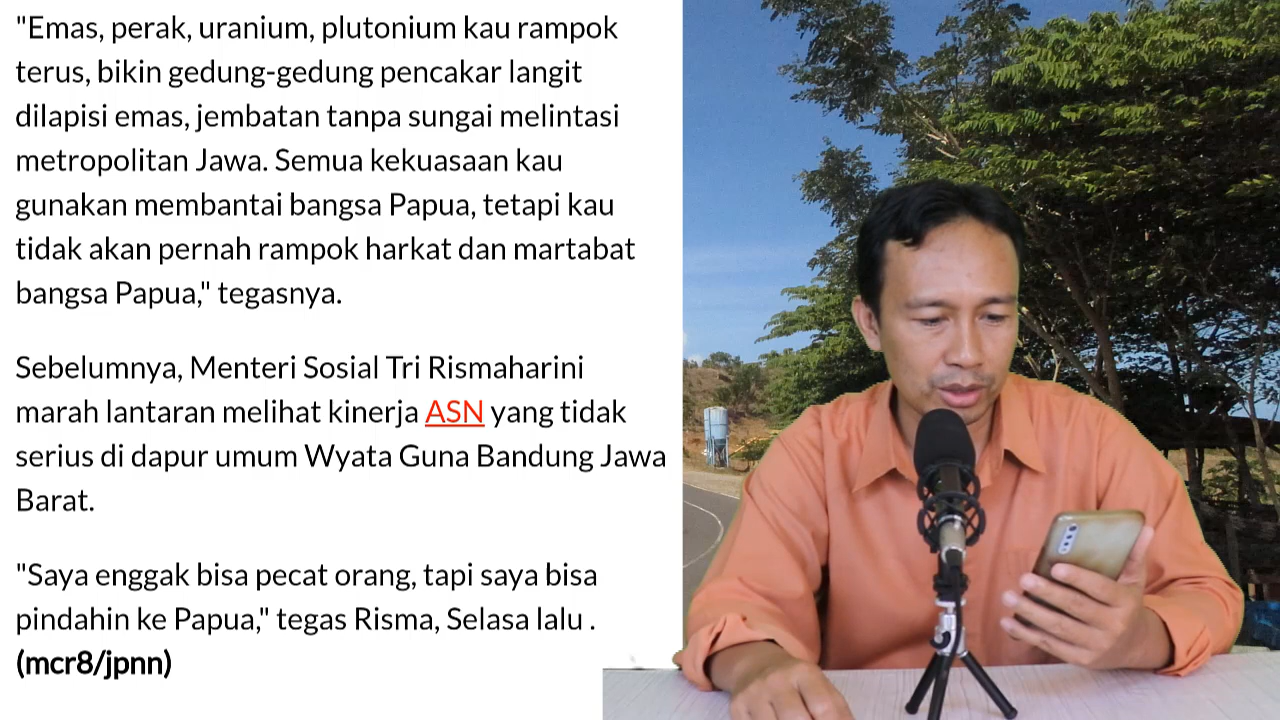 "Emas, perak, uranium, plutonium kau rampok
terus, bikin gedung-gedung pencakar langit
dilapisi emas, jembatan tanpa sungai melintasi
metropolitan Jawa. Semua kekuasaan kau
gunakan membantai bangsa Papua, tetapi kau
tidak akan pernah rampok harkat dan martabat
bangsa Papua," tegasnya.
Sebelumnya, Menteri Sosial Tri Rismaharini
marah lantaran melihat kinerja ASN yang tidak
serius di dapur umum Wyata Guna Bandung Jawa
Barat.
"Saya enggak bisa pecat orang, tapi saya bisa
pindahin ke Papua," tegas Risma, Selasa lalu .
(mcr8/jpnn)